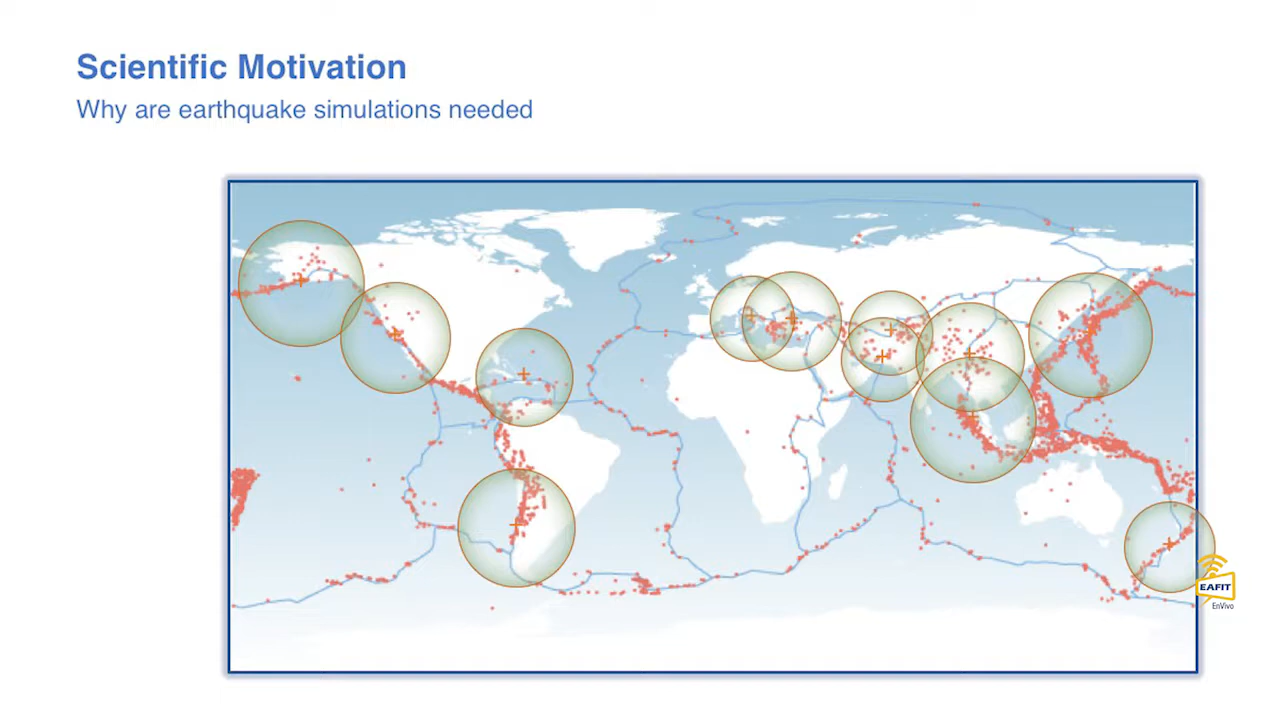 Scientific Motivation
Why are earthquake simulations needed
EAFIT
EnVivo